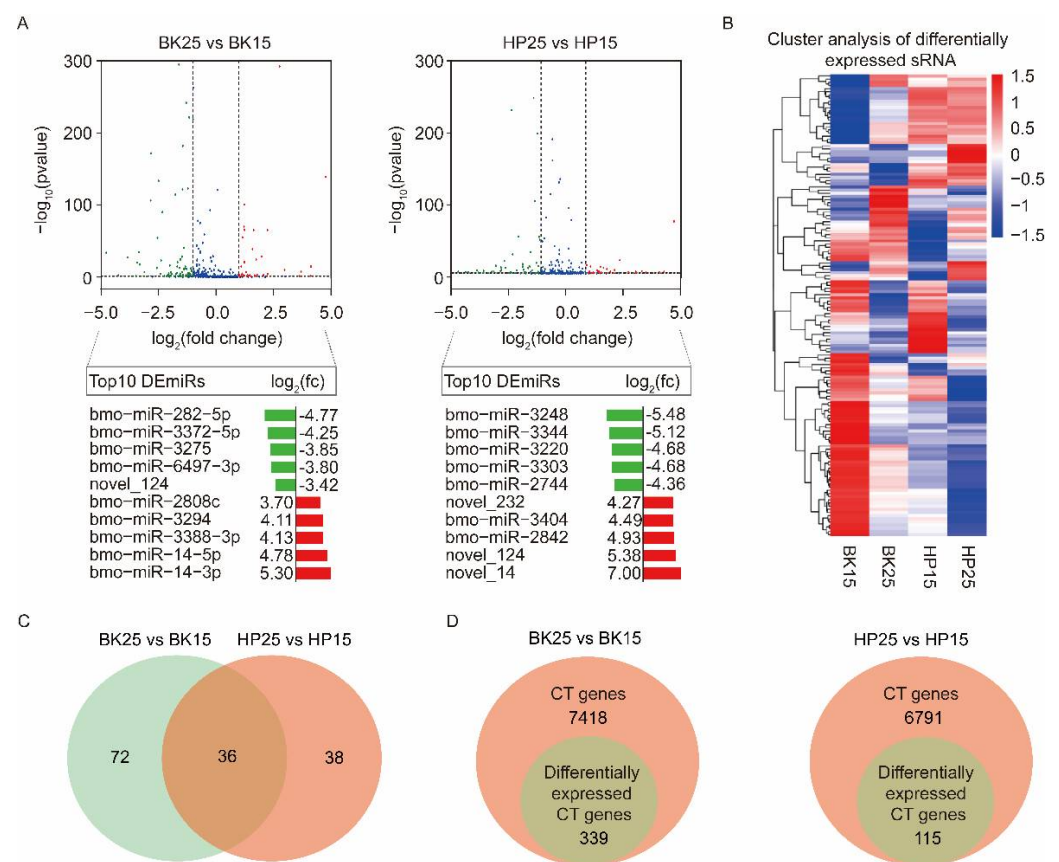 A
BK25 vs BK15
300
200
100
0
−log10(pvalue)
−5.0
−2.5
0.0
2.5
5.0
log2(fold change)
Top10 DEmiRs log2(fc)
bmo-miR-282-5p -4.77
bmo-miR-3372-5p -4.25
bmo-miR-3275 -3.85
bmo-miR-6497-3p -3.80
novel_124 -3.42
bmo-miR-2808c 3.70
bmo-miR-3294 4.11
bmo-miR-3388-3p 4.13
bmo-miR-14-5p 4.78
bmo-miR-14-3p 5.30
HP25 vs HP15
300
200
100
0
−log10(pvalue)
−5.0
−2.5
0.0
2.5
5.0
log2(fold change)
Top10 DEmiRs log2(fc)
bmo-miR-3248 -5.48
bmo-miR-3344 -5.12
bmo-miR-3220 -4.68
bmo-miR-3303 -4.68
bmo-miR-2744 -4.36
novel_232 4.27
bmo-miR-3404 4.49
bmo-miR-2842 4.93
novel_124 5.38
novel_14 7.00
B
Cluster analysis of differentially
expressed sRNA
1.5
1
0.5
0
−0.5
−1
−1.5
BK15
BK25
HP15
HP25
C
BK25 vs BK15
HP25 vs HP15
72
36
38
D
BK25 vs BK15
CT genes
7418
Differentially
expressed
CT genes
339
HP25 vs HP15
CT genes
6791
Differentially
expressed
CT genes
115